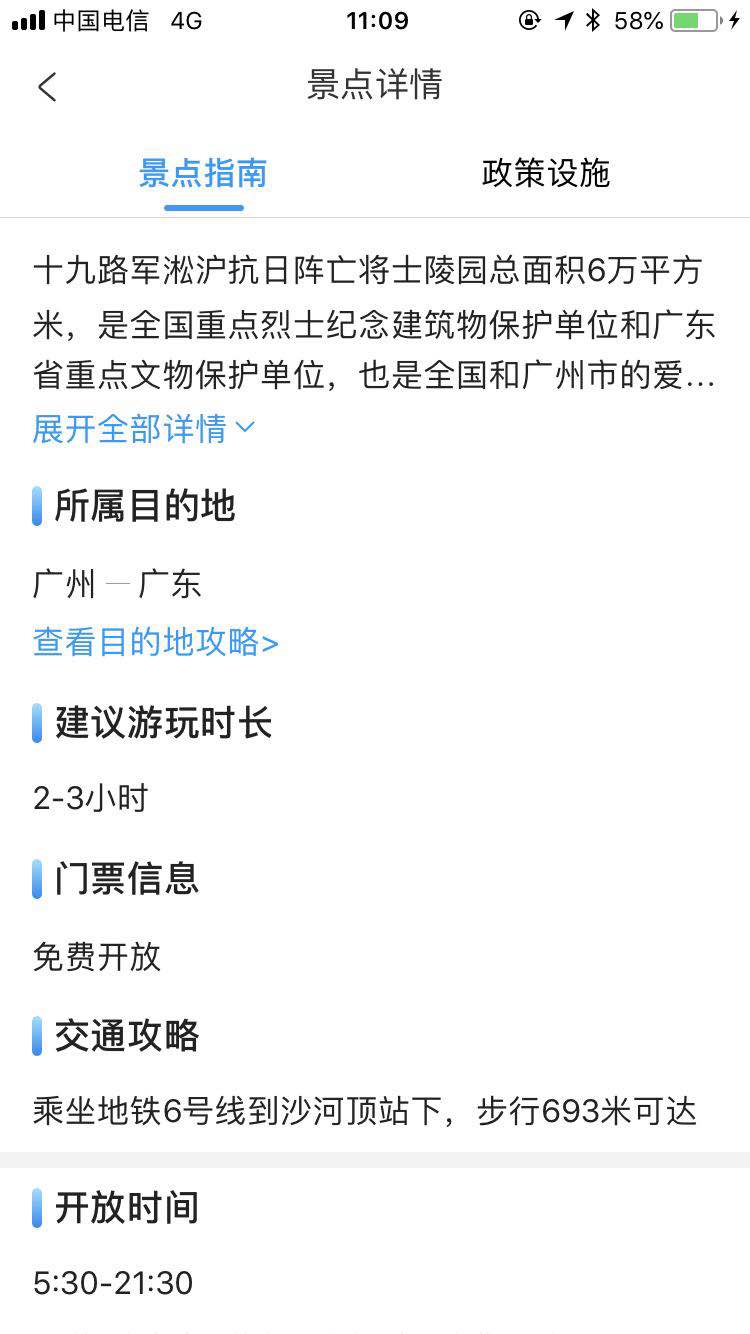 中国电信 4G 11:09 58%
景点详情
景点指南 政策设施
十九路军淞沪抗日阵亡将士陵园总面积6万平方
米，是全国重点烈士纪念建筑物保护单位和广东
省重点文物保护单位，也是全国和广州市的爱...
展开全部详情
所属目的地
广州 — 广东
查看目的地攻略>
建议游玩时长
2-3小时
门票信息
免费开放
交通攻略
乘坐地铁6号线到沙河顶站下，步行693米可达
开放时间
5:30-21:30